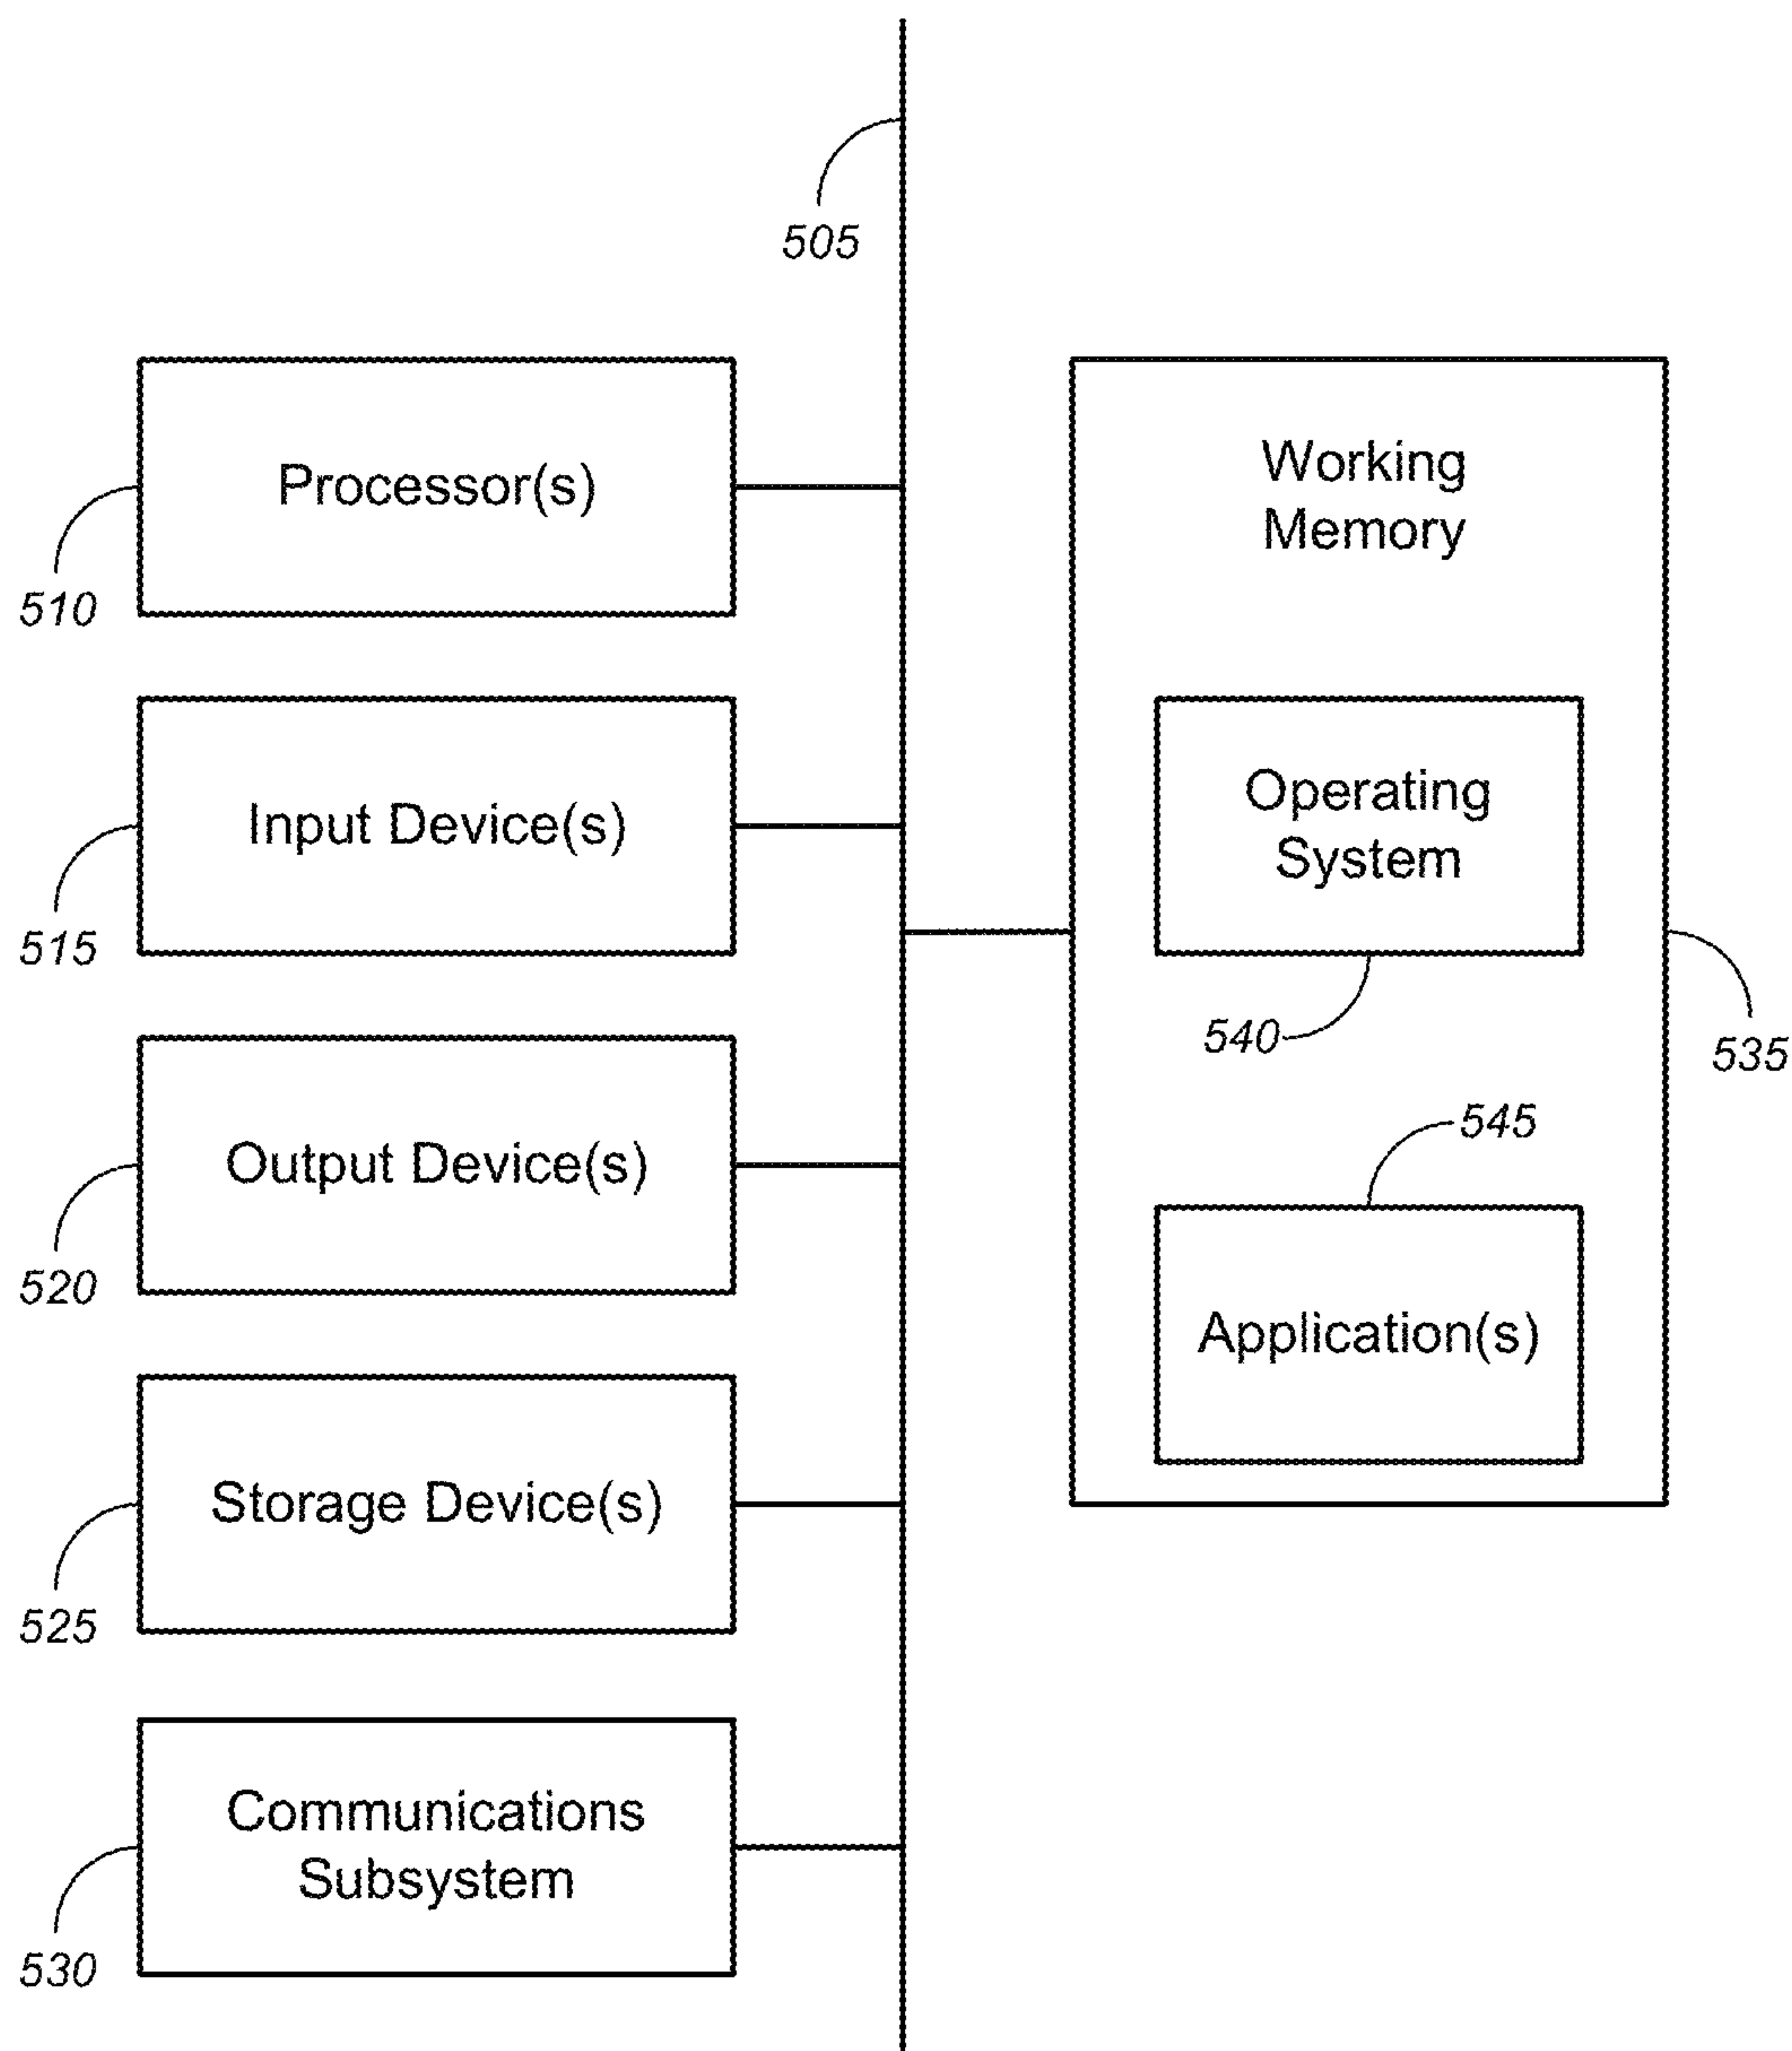 505
Processor(s)
510
Input Device(s)
515
Output Device(s)
520
Storage Device(s)
525
Communications
Subsystem
530
Working
Memory
Operating
System
540
535
545
Application(s)